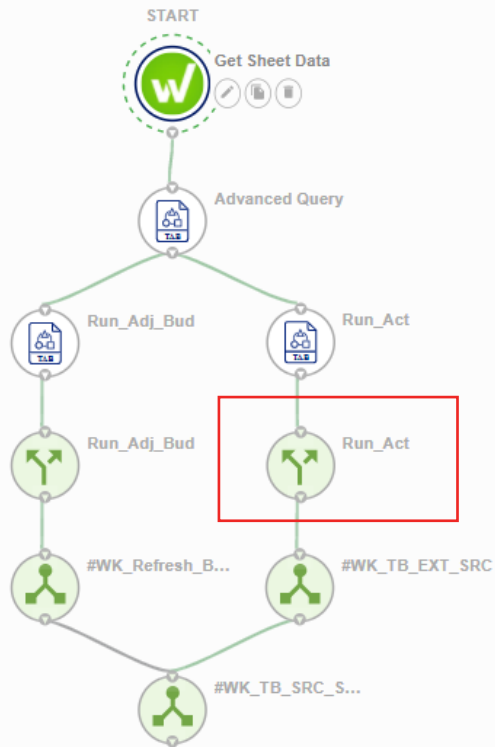 START
Get Sheet Data
Advanced Query
TAB
Run_Adj_Bud
Run_Act
TAB
TAB
Run_Adj_Bud
Run_Act
#WK_Refresh_B...
#WK_TB_EXT_SRC
#WK_TB_SRC_S...